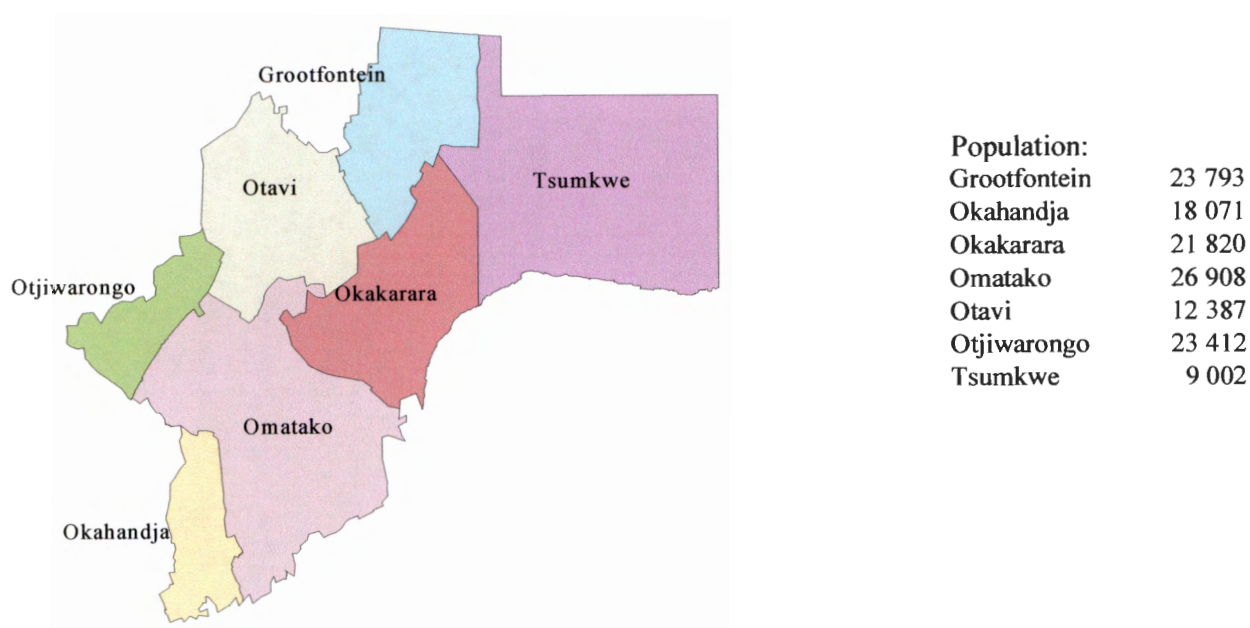 Grootfontein
Otavi
Tsumkwe
Otjiwarongo
Okakarara
Omatako
Okahandja
Population:
Grootfontein 23 793
Okahandja 18 071
Okakarara 21 820
Omatako 26 908
Otavi 12 387
Otjiwarongo 23 412
Tsumkwe 9 002